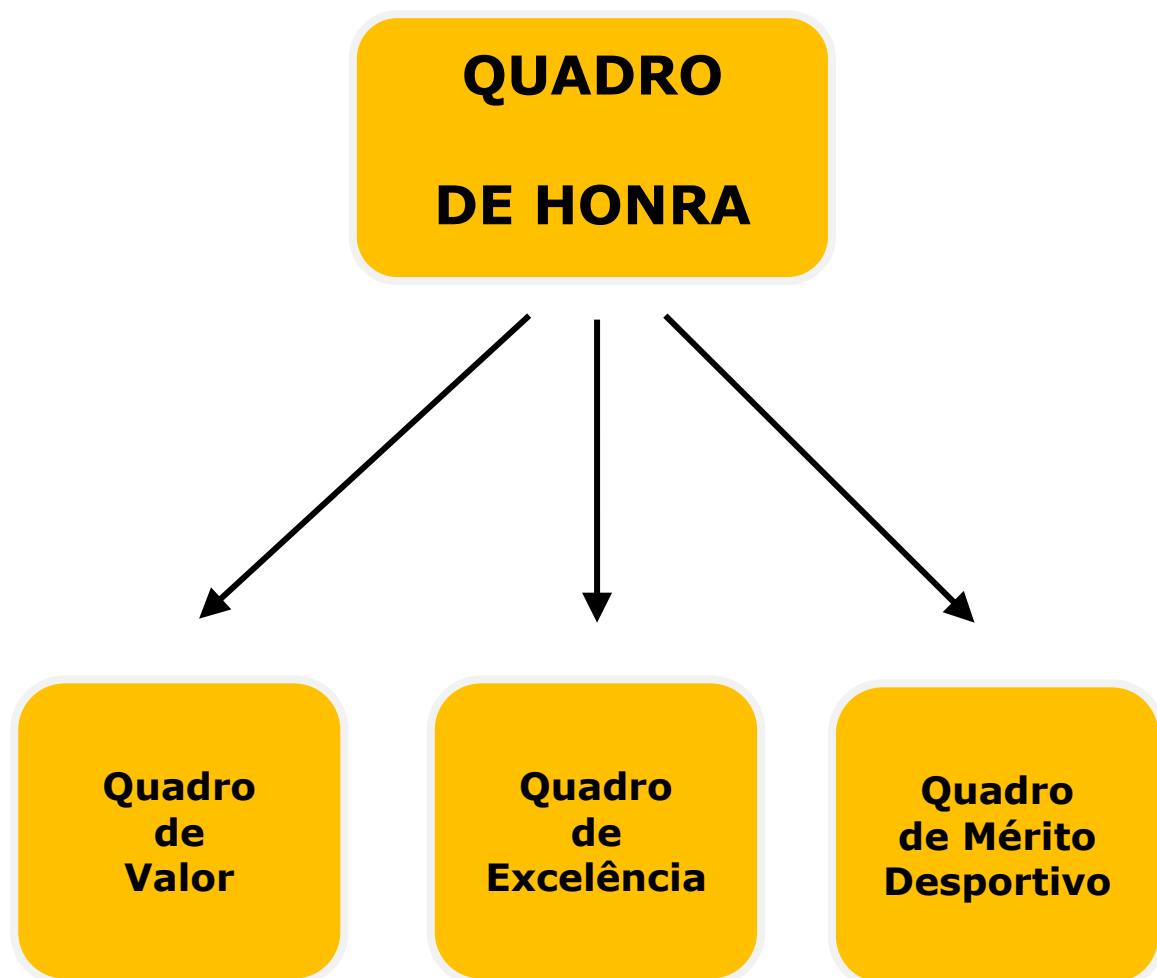 QUADRO
DE HONRA
Quadro
de
Valor
Quadro
de
Excelência
Quadro
de Mérito
Desportivo